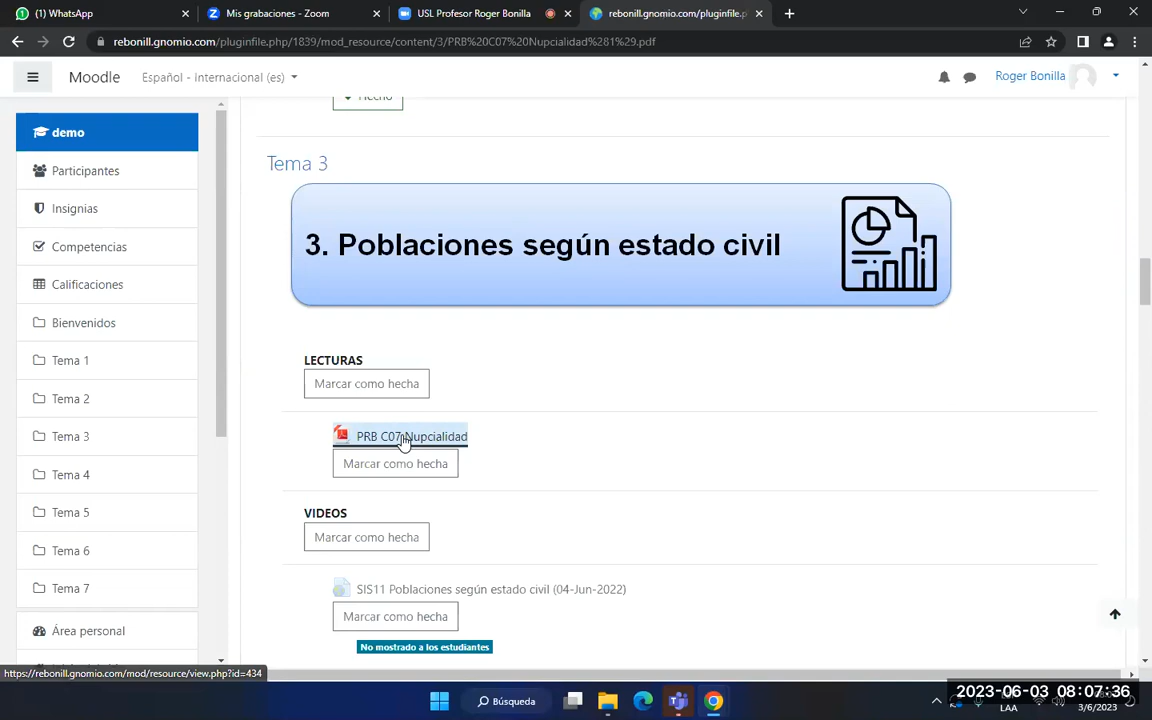 (1) WhatsApp
Mis grabaciones - Zoom
USL Profesor Roger Bonilla
rebonill.gnomio.com/pluginfile.p
rebonill.gnomio.com/pluginfile.php/1839/mod_resource/content/3/PRB%20C07%20Nupcialidad%281%29.pdf
Moodle
Español - Internacional (es)
Roger Bonilla
demo
Participantes
Insignias
Competencias
Calificaciones
Bienvenidos
Tema 1
Tema 2
Tema 3
Tema 4
Tema 5
Tema 6
Tema 7
Área personal
Hecho
Tema 3
3. Poblaciones según estado civil
LECTURAS
Marcar como hecha
PRB C07 Nupcialidad
Marcar como hecha
VIDEOS
Marcar como hecha
SIS11 Poblaciones según estado civil (04-Jun-2022)
Marcar como hecha
No mostrado a los estudiantes
https://rebonill.gnomio.com/mod/resource/view.php?id=434
Búsqueda
2023-06-03 08:07:36
LAA
3/6/2023